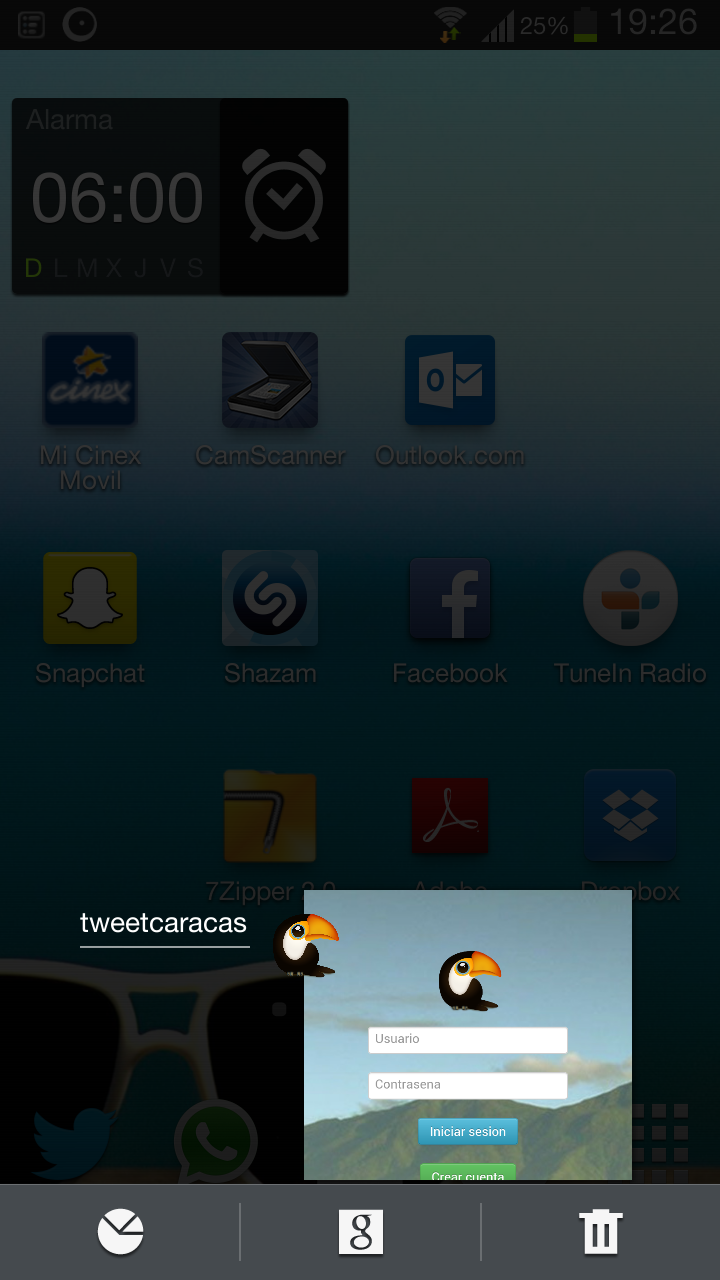 25%
19:26
Alarma
06:00
D L M X J V S
cinex
Mi Cinex
Movil
CamScanner
Outlook.com
Snapchat
Shazam
Facebook
TuneIn Radio
7Zipper 2.0
Adobe
Dropbox
tweetcaracas
Usuario
Contrasena
Iniciar sesion
Crear cuenta